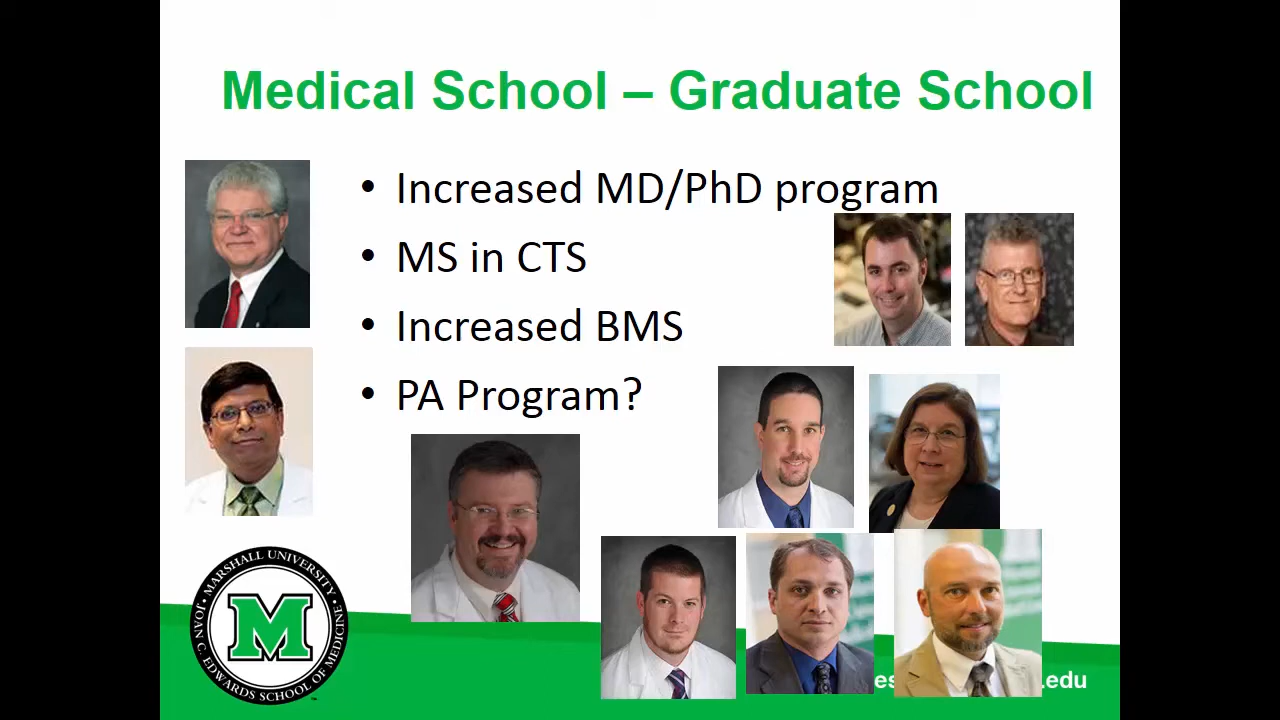 Medical School – Graduate School
• Increased MD/PhD program
• MS in CTS
• Increased BMS
• PA Program?
MARSHALL UNIVERSITY
M
JOAN C. EDWARDS SCHOOL OF MEDICINE
.edu